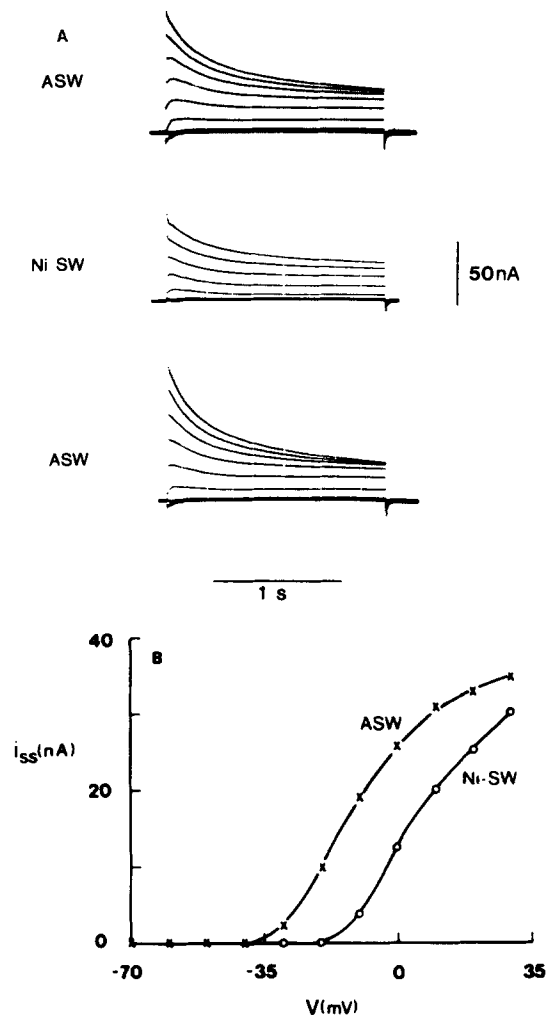 A
ASW
Ni SW
50nA
ASW
1 s
40
B
ASW
iss(nA)
Ni-SW
20
0
-70
-35
0
35
V(mV)